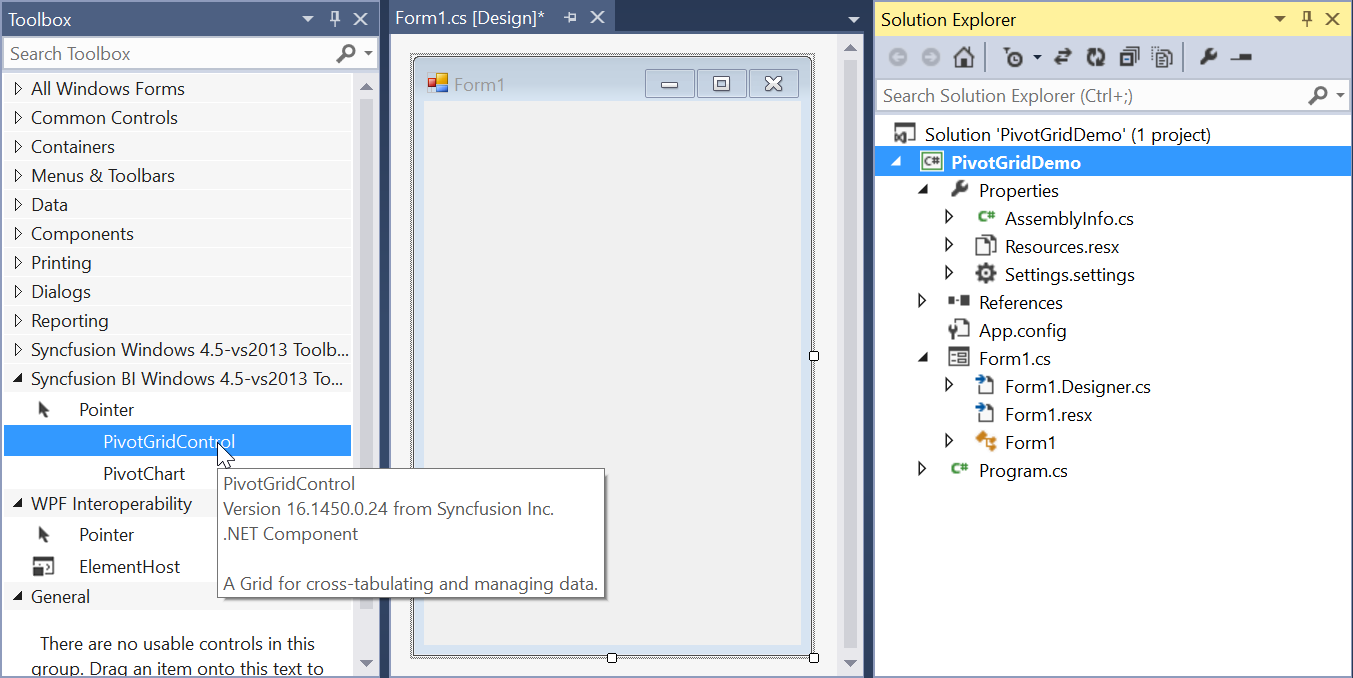 Toolbox
Search Toolbox
All Windows Forms
Common Controls
Containers
Menus & Toolbars
Data
Components
Printing
Dialogs
Reporting
Syncfusion Windows 4.5-vs2013 Toolb...
Syncfusion BI Windows 4.5-vs2013 To...
Pointer
PivotGridControl
PivotChart
WPF Interoperability
Pointer
ElementHost
General
There are no usable controls in this
group. Drag an item onto this text to
PivotGridControl
Version 16.1450.0.24 from Syncfusion Inc.
.NET Component
A Grid for cross-tabulating and managing data.
Form1.cs [Design]*
Form1
Solution Explorer
Search Solution Explorer (Ctrl+;)
Solution 'PivotGridDemo' (1 project)
C# PivotGridDemo
Properties
C# AssemblyInfo.cs
Resources.resx
Settings.settings
References
App.config
Form1.cs
Form1.Designer.cs
Form1.resx
Form1
C# Program.cs